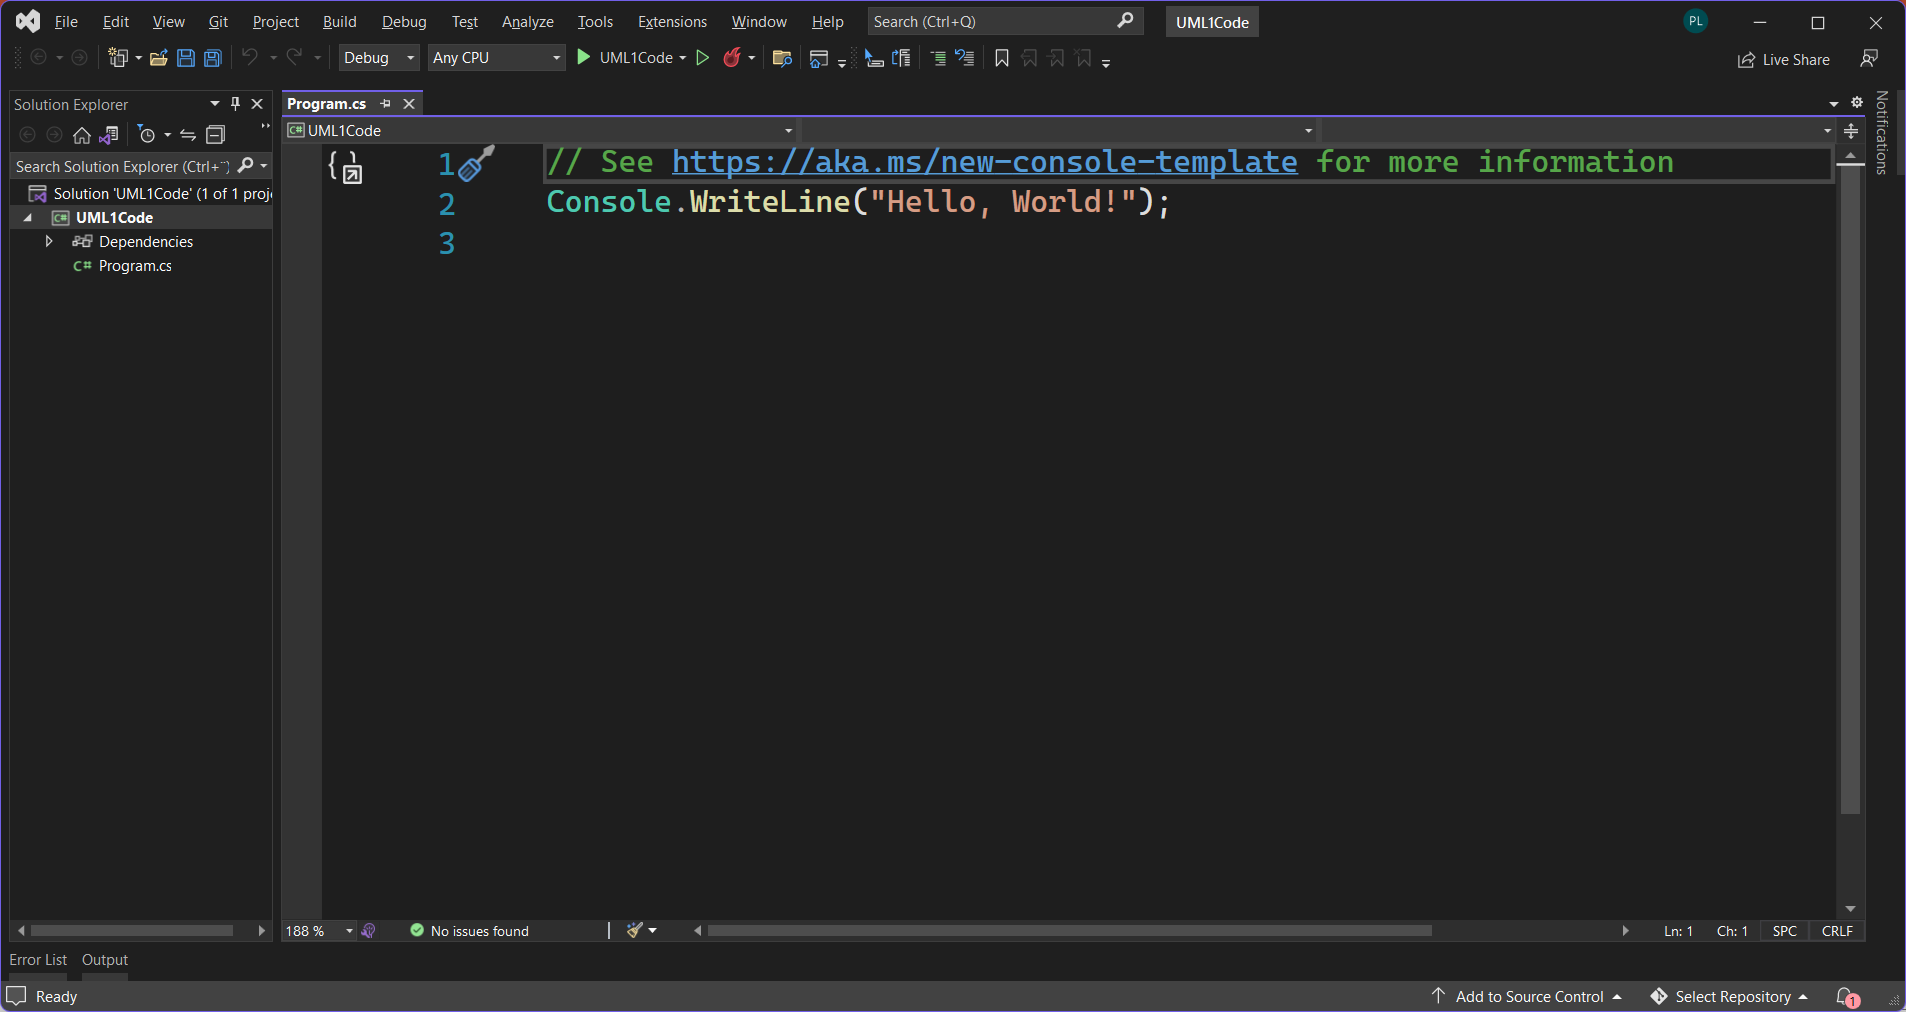 File Edit View Git Project Build Debug Test Analyze Tools Extensions Window Help Search (Ctrl+Q) UML1Code PL
Debug Any CPU UML1Code Live Share
Solution Explorer
Search Solution Explorer (Ctrl+¨)
Solution 'UML1Code' (1 of 1 proje
UML1Code
Dependencies
C# Program.cs
Program.cs
C# UML1Code
1 // See https://aka.ms/new-console-template for more information
2 Console.WriteLine("Hello, World!");
3
Notifications
188 % No issues found Ln: 1 Ch: 1 SPC CRLF
Error List Output
Ready Add to Source Control Select Repository 1